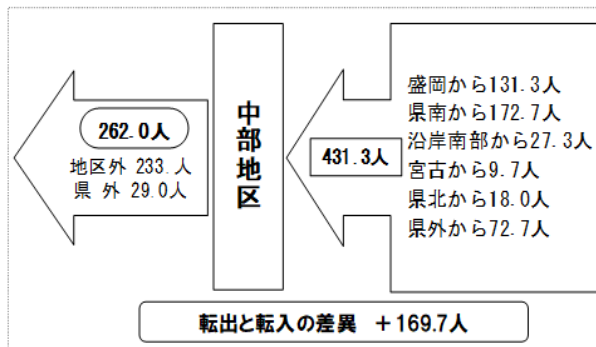 262.0人
地区外 233.人
県 外 29.0人
中部地区
431.3人
盛岡から131.3人
県南から172.7人
沿岸南部から27.3人
宮古から9.7人
県北から18.0人
県外から72.7人
転出と転入の差異 ＋169.7人